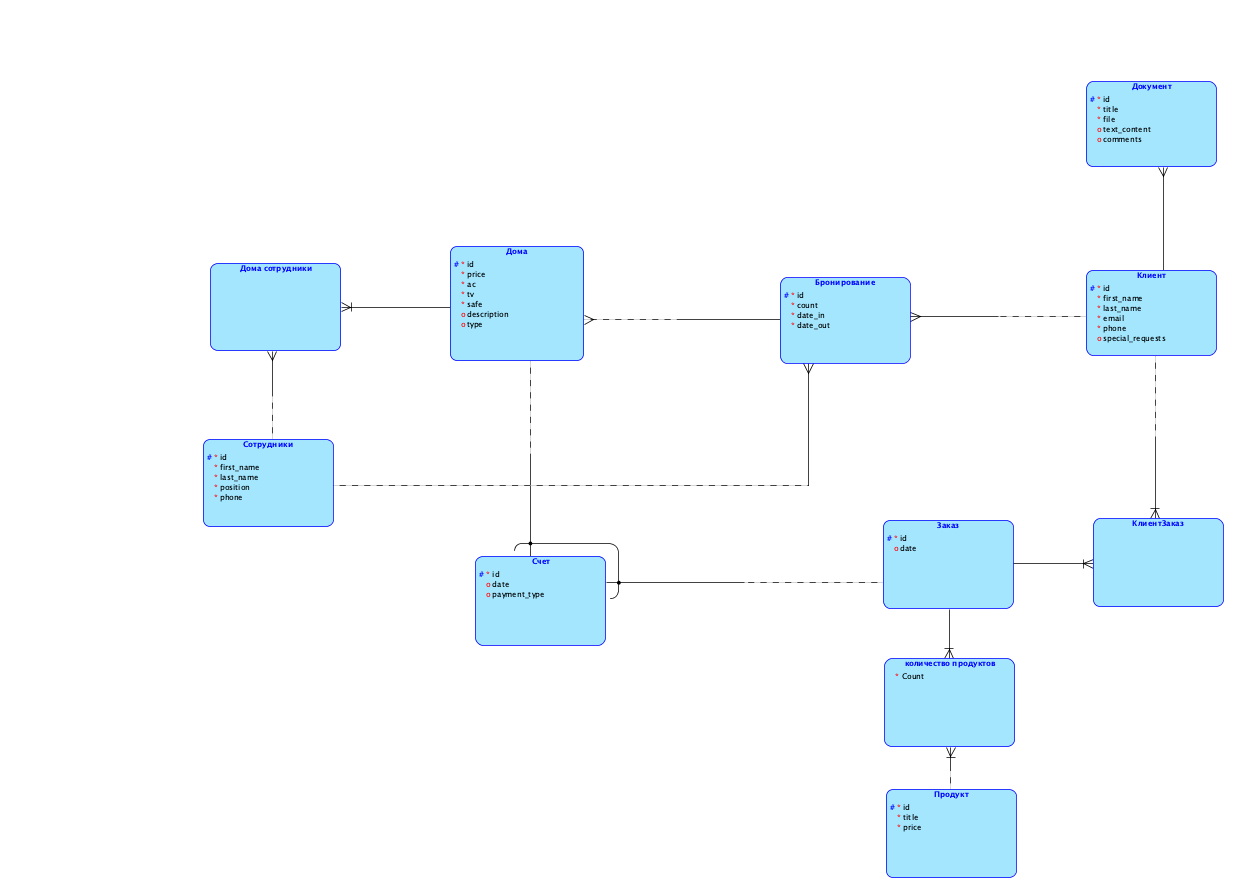 Документ
# * id
* title
* file
o text_content
o comments
Дома сотрудники
Дома
# * id
* price
* ac
* tv
* safe
o description
o type
Бронирование
# * id
* count
* date_in
* date_out
Клиент
# * id
* first_name
* last_name
* email
* phone
o special_requests
Сотрудники
# * id
* first_name
* last_name
* position
* phone
Счет
# * id
o date
o payment_type
Заказ
# * id
o date
КлиентЗаказ
количество продуктов
* Count
Продукт
# * id
* title
* price